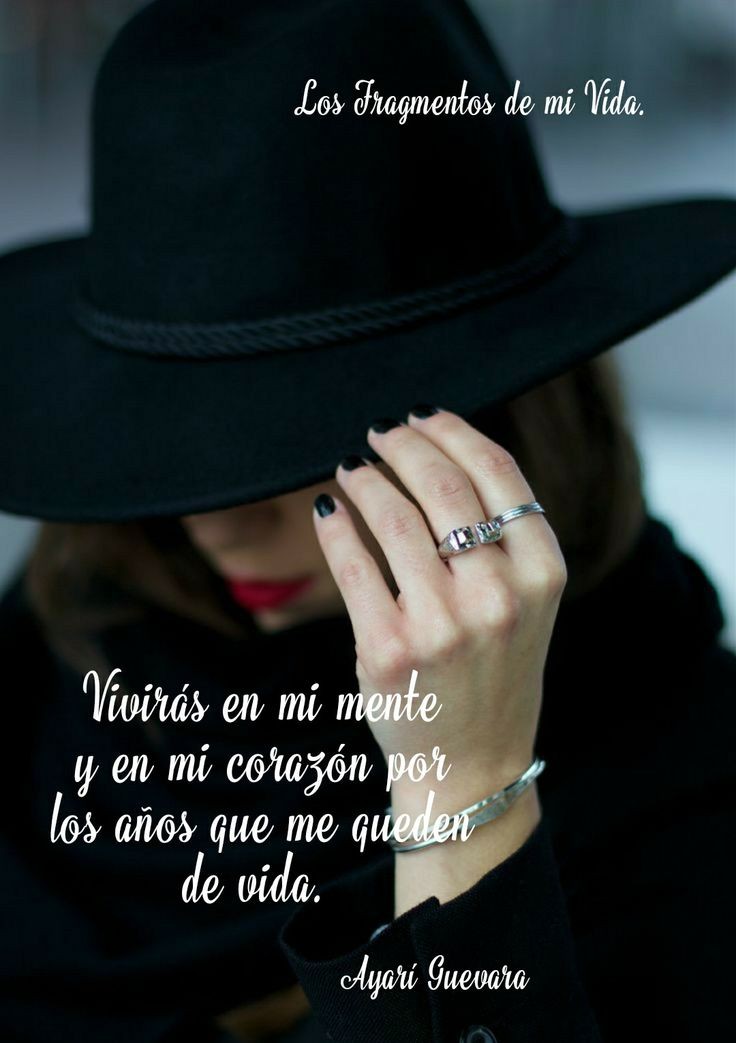 Los Fragmentos de mi Vida.
Vivirás en mi mente
y en mi corazón por
los años que me queden
de vida.
Ayarí Guevara